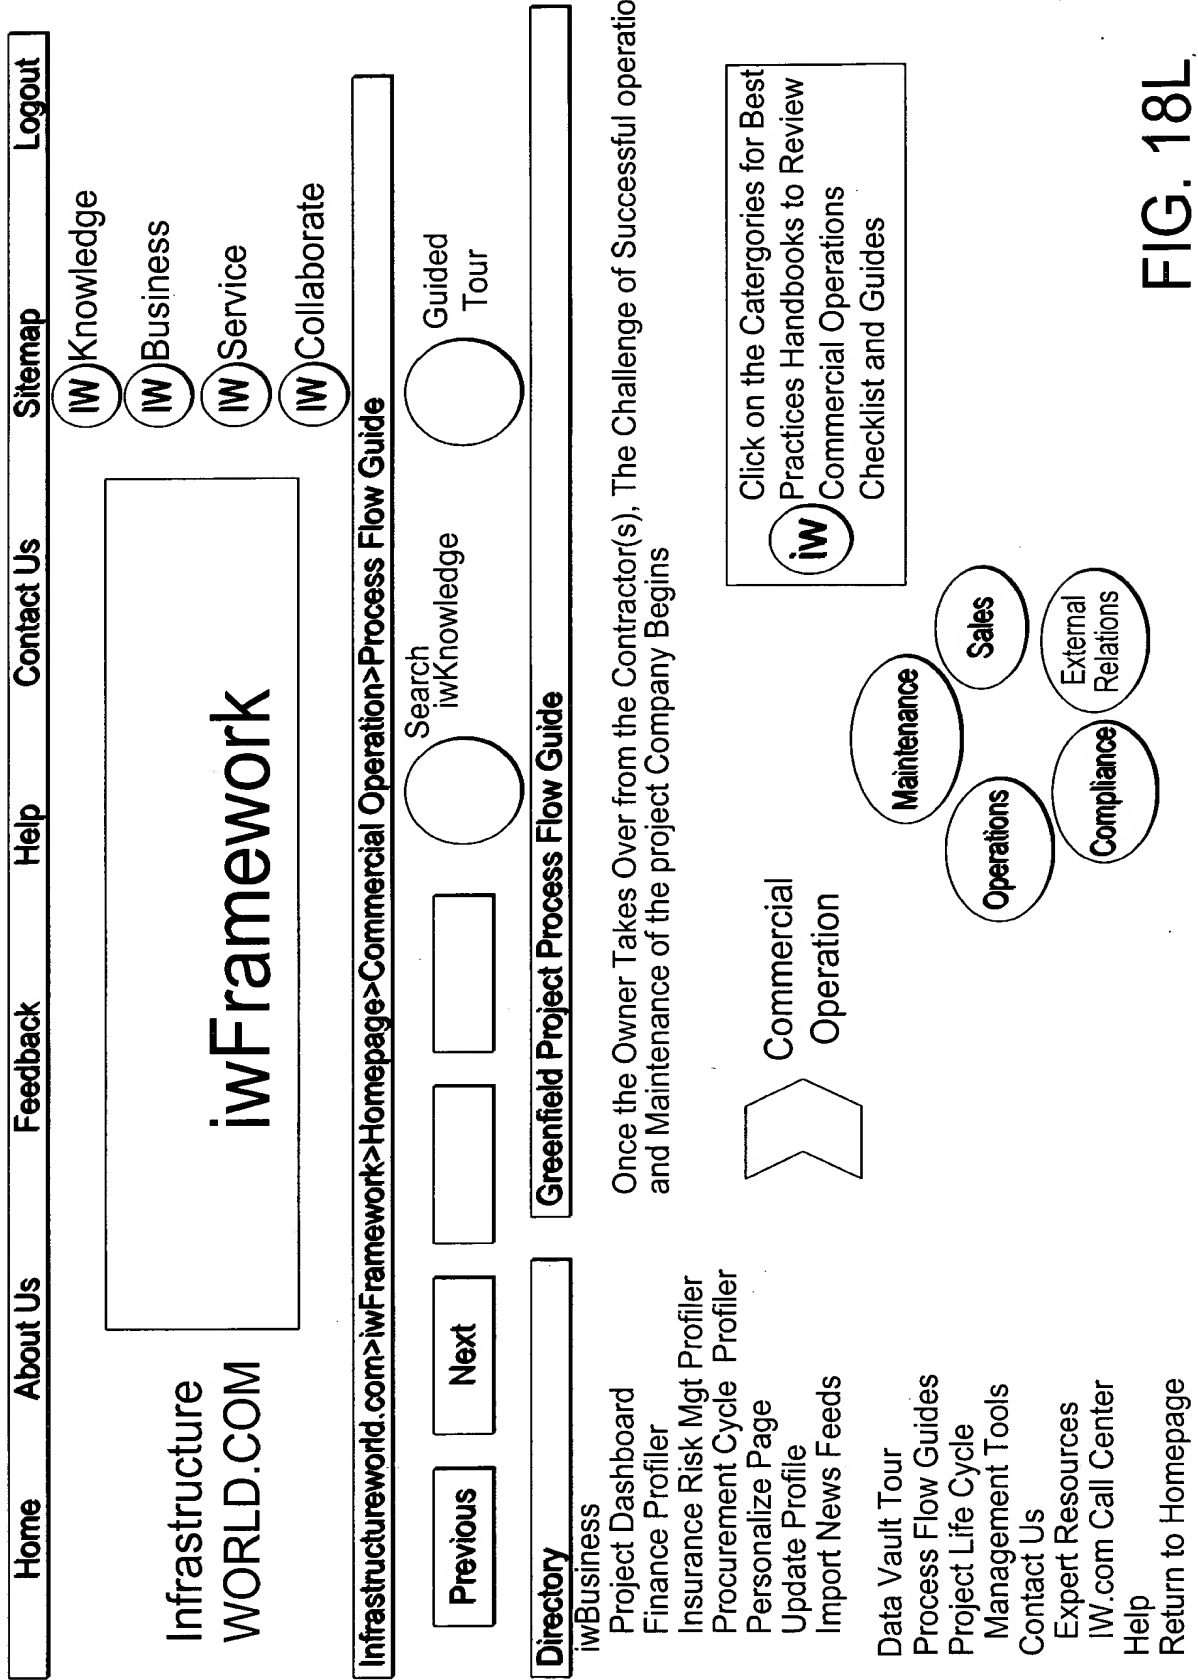 Home About Us Feedback Help Contact Us Sitemap Logout
Infrastructure
WORLD.COM
iwFramework
IW Knowledge
IW Business
IW Service
IW Collaborate
Infrastructureworld.com>iwFramework>Homepage>Commercial Operation>Process Flow Guide
Previous
Next
Search
iwKnowledge
Guided
Tour
Directory
iwBusiness
Project Dashboard
Finance Profiler
Insurance Risk Mgt Profiler
Procurement Cycle Profiler
Personalize Page
Update Profile
Import News Feeds
Data Vault Tour
Process Flow Guides
Project Life Cycle
Management Tools
Contact Us
Expert Resources
IW.com Call Center
Help
Return to Homepage
Greenfield Project Process Flow Guide
Once the Owner Takes Over from the Contractor(s), The Challenge of Successful operatio
and Maintenance of the project Company Begins
Commercial
Operation
iw
Click on the Catergories for Best
Practices Handbooks to Review
Commercial Operations
Checklist and Guides
Maintenance
Sales
Operations
External
Relations
Compliance
FIG. 18L